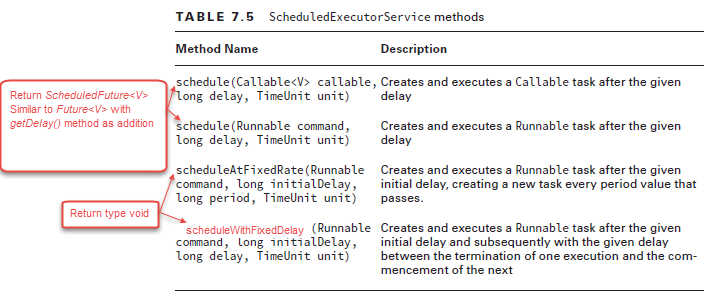 TABLE 7.5 ScheduledExecutorService methods
Method Name Description
schedule(Callable<V> callable, Creates and executes a Callable task after the given
long delay, TimeUnit unit) delay
Return ScheduledFuture<V>
Similar to Future<V> with
getDelay() method as addition
schedule(Runnable command, Creates and executes a Runnable task after the given
long delay, TimeUnit unit) delay
scheduleAtFixedRate(Runnable Creates and executes a Runnable task after the given
command, long initialDelay, initial delay, creating a new task every period value that
long period, TimeUnit unit) passes.
Return type void
scheduleWithFixedDelay (Runnable Creates and executes a Runnable task after the given
command, long initialDelay, initial delay and subsequently with the given delay
long delay, TimeUnit unit) between the termination of one execution and the com-
mencement of the next